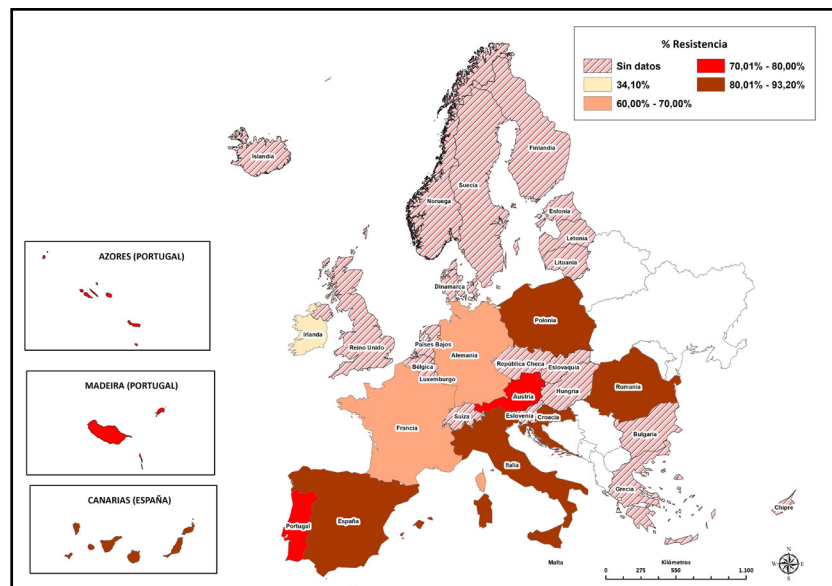 % Resistencia
Sin datos
34,10%
60,00% - 70,00%
70,01% - 80,00%
80,01% - 93,20%
Islandia
Finlandia
Suecia
Noruega
Estonia
Letonia
Lituania
Dinamarca
AZORES (PORTUGAL)
Irlanda
Reino Unido
Países Bajos
Polonia
Alemania
Bélgica
República Checa
Eslovaquia
Luxemburgo
MADEIRA (PORTUGAL)
Austria
Hungría
Rumanía
Suiza
Eslovenia
Croacia
Francia
Bulgaria
Italia
Grecia
CANARIAS (ESPAÑA)
Portugal
España
Chipre
Malta
Kilómetros
0 275 550 1.100
N
W E
S